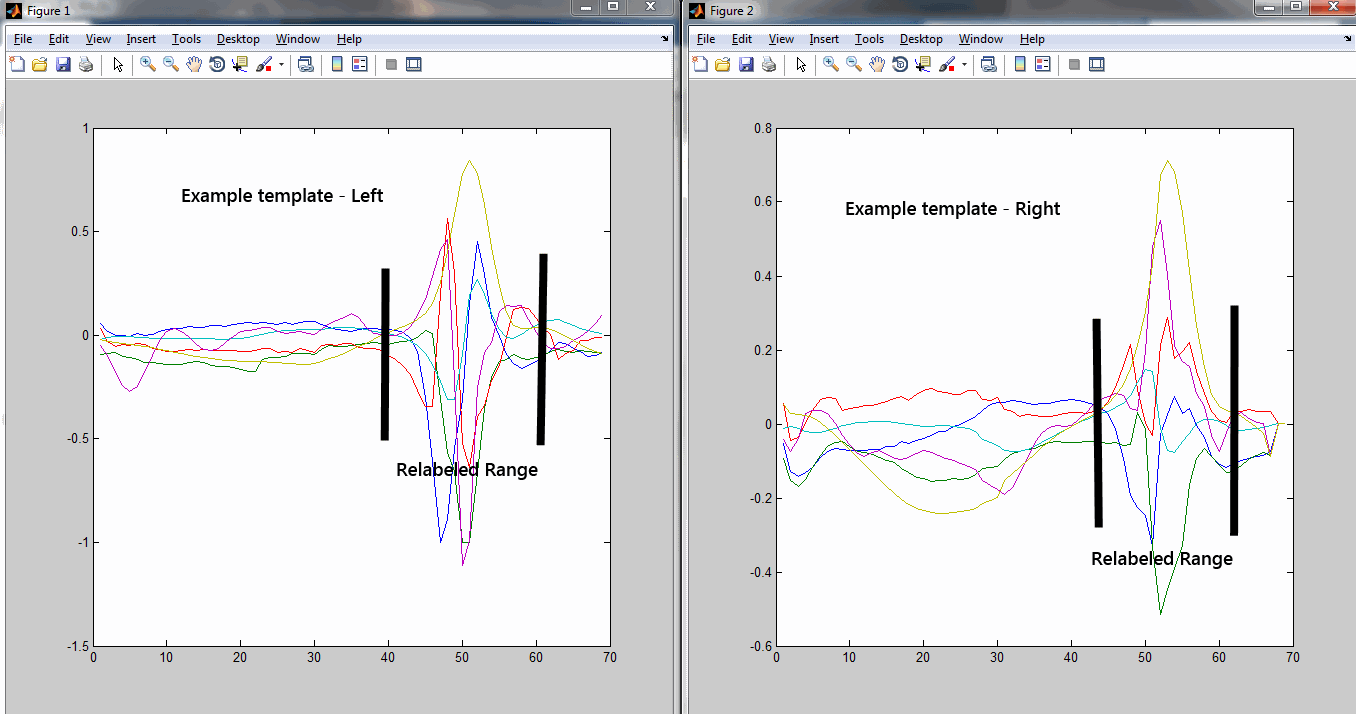 Figure 1
File Edit View Insert Tools Desktop Window Help
Example template - Left
Relabeled Range
1
0.5
0
-0.5
-1
-1.5
0 10 20 30 40 50 60 70
Figure 2
File Edit View Insert Tools Desktop Window Help
Example template - Right
Relabeled Range
0.8
0.6
0.4
0.2
0
-0.2
-0.4
-0.6
0 10 20 30 40 50 60 70